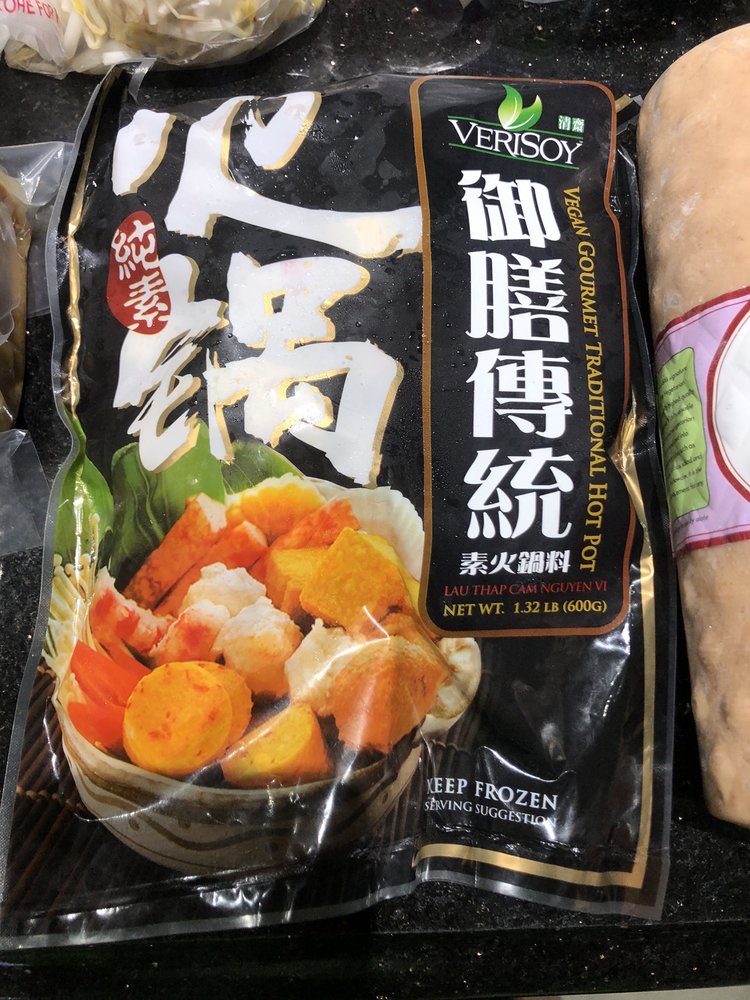 火鍋
純素
VERISOY 清齋
御膳傳統
VEGAN GOURMET TRADITIONAL HOT POT
素火鍋料
LAU THAP CAM NGUYEN VI
NET WT. 1.32 LB (600G)
KEEP FROZEN
SERVING SUGGESTION